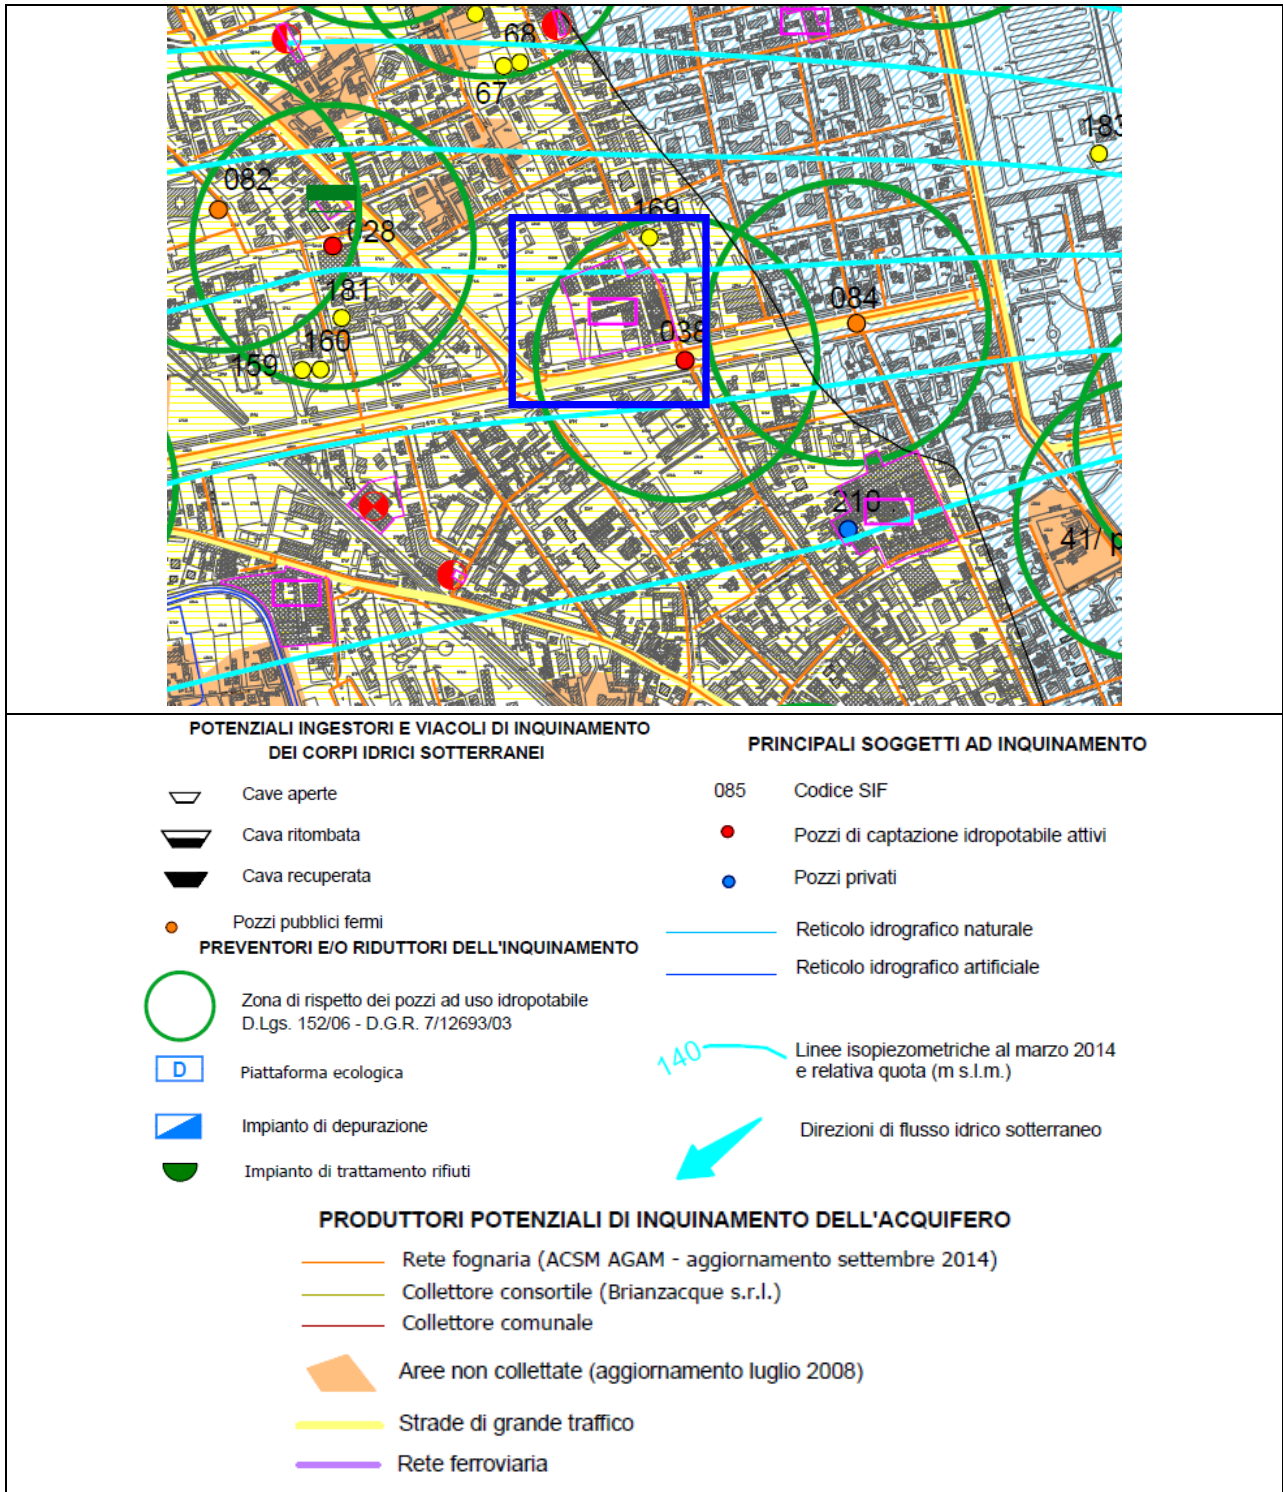 68
67
183
082
169
028
181
084
038
160
159
210
41/ p
POTENZIALI INGESTORI E VIACOLI DI INQUINAMENTO
DEI CORPI IDRICI SOTTERRANEI
Cave aperte
Cava ritombata
Cava recuperata
Pozzi pubblici fermi
PREVENTORI E/O RIDUTTORI DELL'INQUINAMENTO
Zona di rispetto dei pozzi ad uso idropotabile
D.Lgs. 152/06 - D.G.R. 7/12693/03
D
Piattaforma ecologica
Impianto di depurazione
Impianto di trattamento rifiuti
PRINCIPALI SOGGETTI AD INQUINAMENTO
085 Codice SIF
Pozzi di captazione idropotabile attivi
Pozzi privati
Reticolo idrografico naturale
Reticolo idrografico artificiale
140
Linee isopiezometriche al marzo 2014
e relativa quota (m s.l.m.)
Direzioni di flusso idrico sotterraneo
PRODUTTORI POTENZIALI DI INQUINAMENTO DELL'ACQUIFERO
Rete fognaria (ACSM AGAM - aggiornamento settembre 2014)
Collettore consortile (Brianzacque s.r.l.)
Collettore comunale
Aree non collettate (aggiornamento luglio 2008)
Strade di grande traffico
Rete ferroviaria